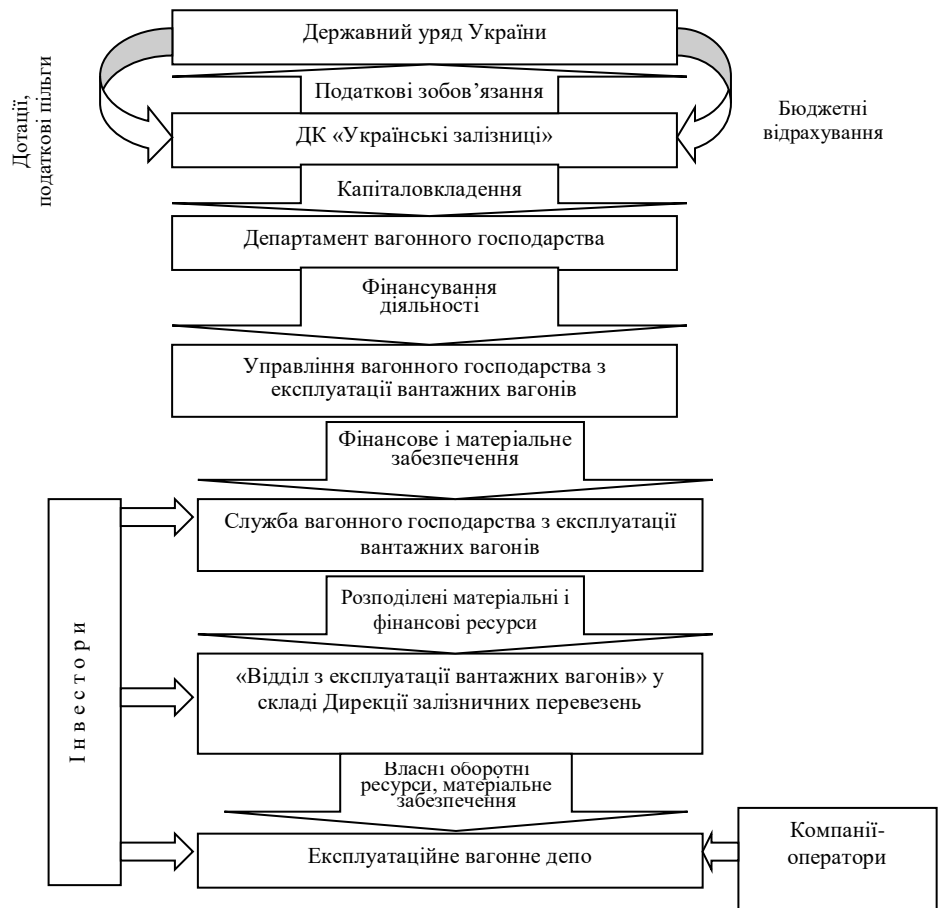 Державний уряд України
Дотації,
податкові пільги
Податкові зобов’язання
Бюджетні
відрахування
ДК «Українські залізниці»
Капіталовкладення
Департамент вагонного господарства
Фінансування
діяльності
Управління вагонного господарства з
експлуатації вантажних вагонів
Фінансове і матеріальне
забезпечення
Служба вагонного господарства з експлуатації
вантажних вагонів
Розподілені матеріальні і
фінансові ресурси
Інвестори
«Відділ з експлуатації вантажних вагонів» у
складі Дирекції залізничних перевезень
Власні оборотні
ресурси, матеріальне
забезпечення
Експлуатаційне вагонне депо
Компанії-
оператори